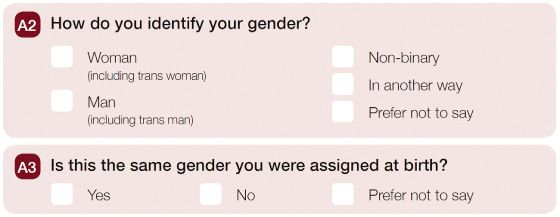 A2 How do you identify your gender?
Woman
(including trans woman)
Man
(including trans man)
Non-binary
In another way
Prefer not to say
A3 Is this the same gender you were assigned at birth?
Yes No Prefer not to say